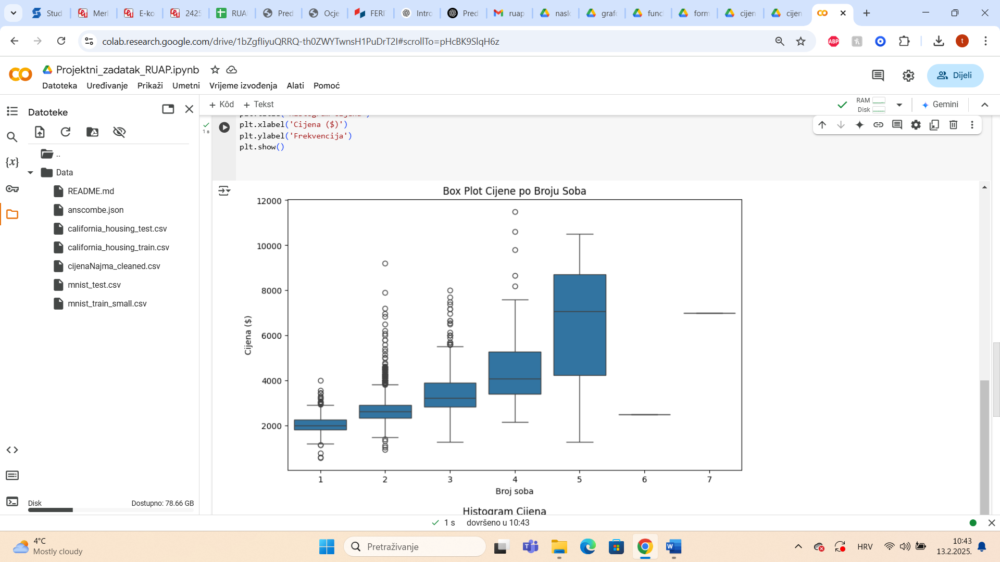 Stud
Merl
E-ko
2425
RUA
Pred
Ocje
FERI
Intro
Pred
ruap
naslo
grafo
func
form
cijen
cijen
colab.research.google.com/drive/1bZgfIiyuQRRQ-th0ZWYTwnsH1PuDrT2I#scrollTo=pHcBK9SlqH6z
ABP
t
Projektni_zadatak_RUAP.ipynb
Datoteka Uređivanje Prikaži Umetni Vrijeme izvođenja Alati Pomoć
Dijeli
Datoteke
+ Kôd + Tekst
RAM
Disk
Gemini
..
Data
README.md
anscombe.json
california_housing_test.csv
california_housing_train.csv
cijenaNajma_cleaned.csv
mnist_test.csv
mnist_train_small.csv
Disk
Dostupno: 78.66 GB
1 s
plt.xlabel('Cijena ($)')
plt.ylabel('Frekvencija')
plt.show()
Box Plot Cijene po Broju Soba
12000
10000
8000
6000
4000
2000
Cijena ($)
1 2 3 4 5 6 7
Broj soba
Histogram Cijena
1 s dovršeno u 10:43
4°C
Mostly cloudy
Pretraživanje
HRV
10:43
13.2.2025.